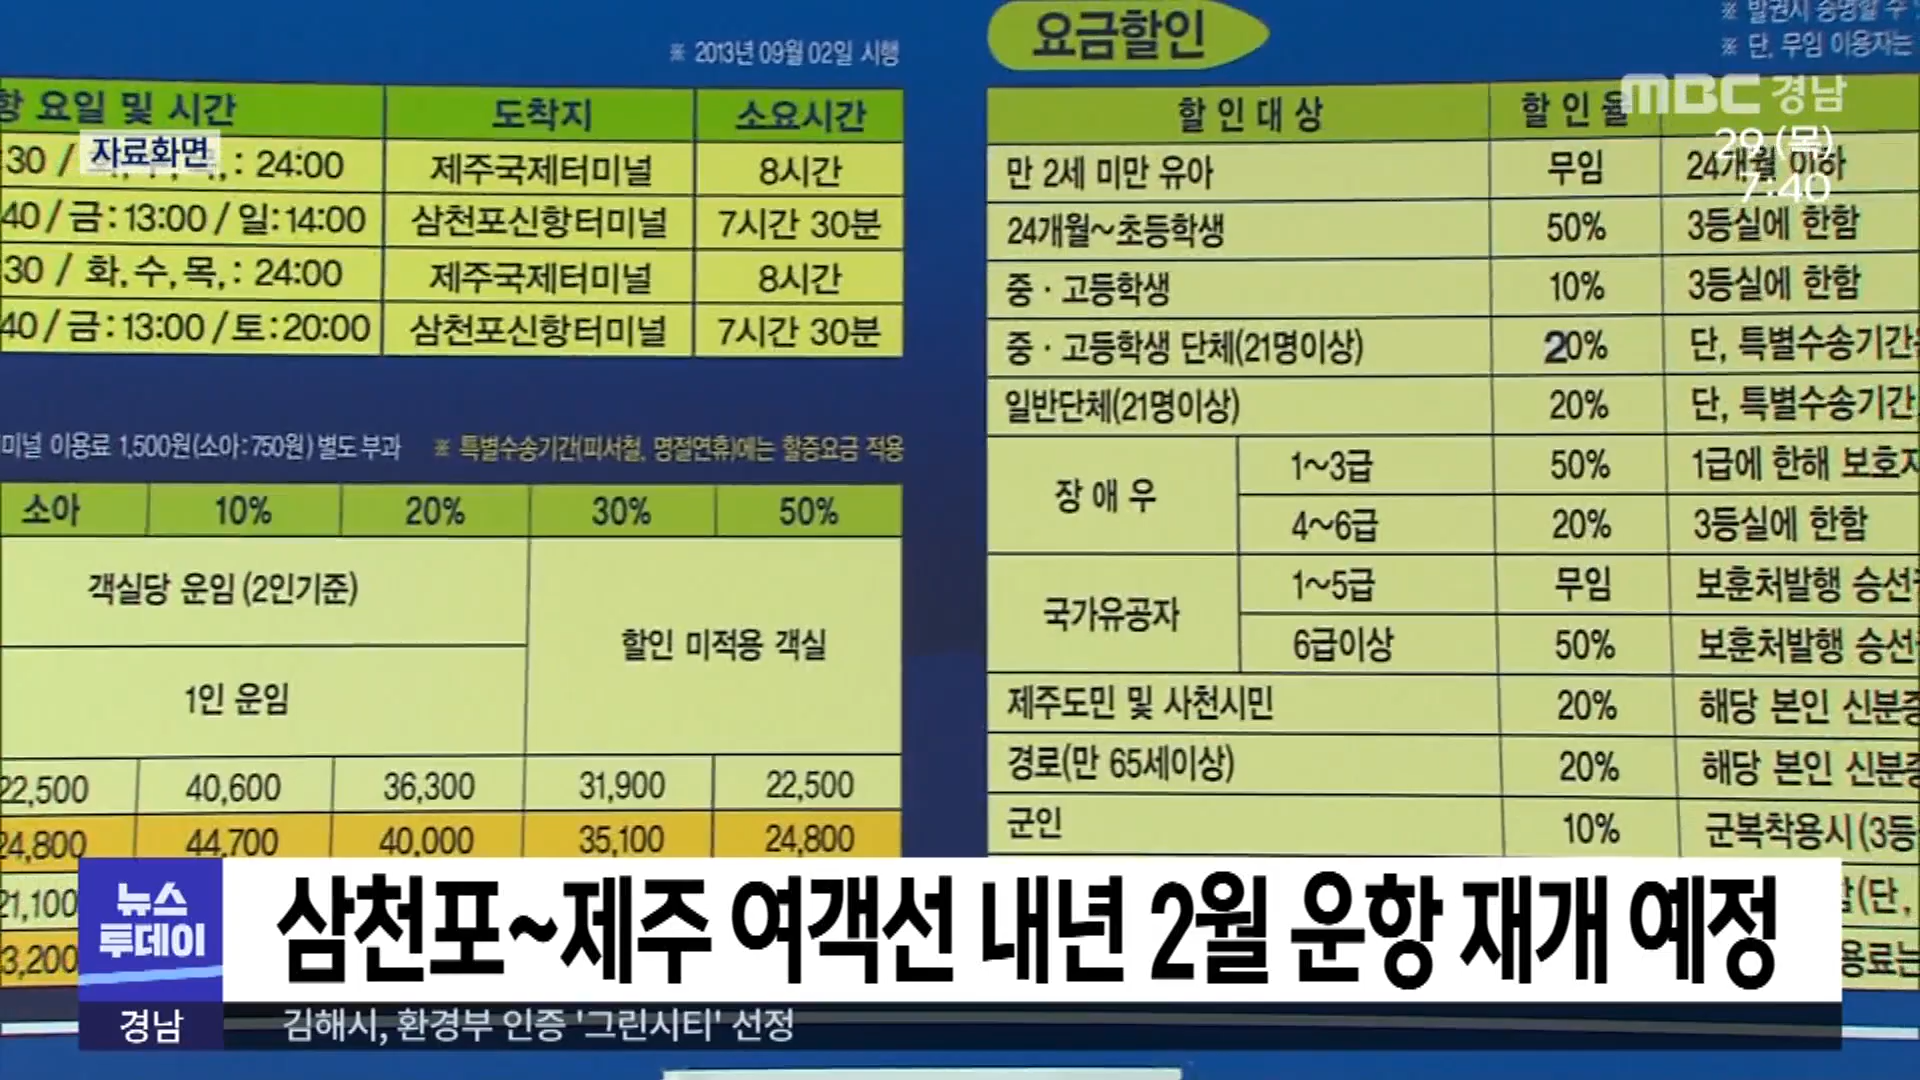 ※ 2013년 09월 02일 시행
항 요일 및 시간 도착지 소요시간
30 / 24:00 제주국제터미널 8시간
40 / 금:13:00 / 일:14:00 삼천포신항터미널 7시간 30분
30 / 화,수,목,: 24:00 제주국제터미널 8시간
40 / 금:13:00 / 토:20:00 삼천포신항터미널 7시간 30분
미널 이용료 1,500원(소아:750원) 별도 부과 ※ 특별수송기간(피서철, 명절연휴)에는 할증요금 적용
소아 10% 20% 30% 50%
객실당 운임 (2인기준)
할인 미적용 객실
1인 운임
22,500 40,600 36,300 31,900 22,500
24,800 44,700 40,000 35,100 24,800
21,100
3,200
요금할인
※ 발권시 증명할 수
※ 단, 무임 이용자는
할인대상 할인율
만 2세 미만 유아 무임 24개월 이하
24개월~초등학생 50% 3등실에 한함
중·고등학생 10% 3등실에 한함
중·고등학생 단체(21명이상) 20% 단, 특별수송기간
일반단체(21명이상) 20% 단, 특별수송기간
장애우 1~3급 50% 1급에 한해 보호자
4~6급 20% 3등실에 한함
국가유공자 1~5급 무임 보훈처발행 승선
6급이상 50% 보훈처발행 승선
제주도민 및 사천시민 20% 해당 본인 신분증
경로(만 65세이상) 20% 해당 본인 신분증
군인 10% 군복착용시(3등
(단,
용료는
MBC 경남
29 (목)
7:40
자료화면
뉴스
투데이
삼천포~제주 여객선 내년 2월 운항 재개 예정
경남
김해시, 환경부 인증 '그린시티' 선정